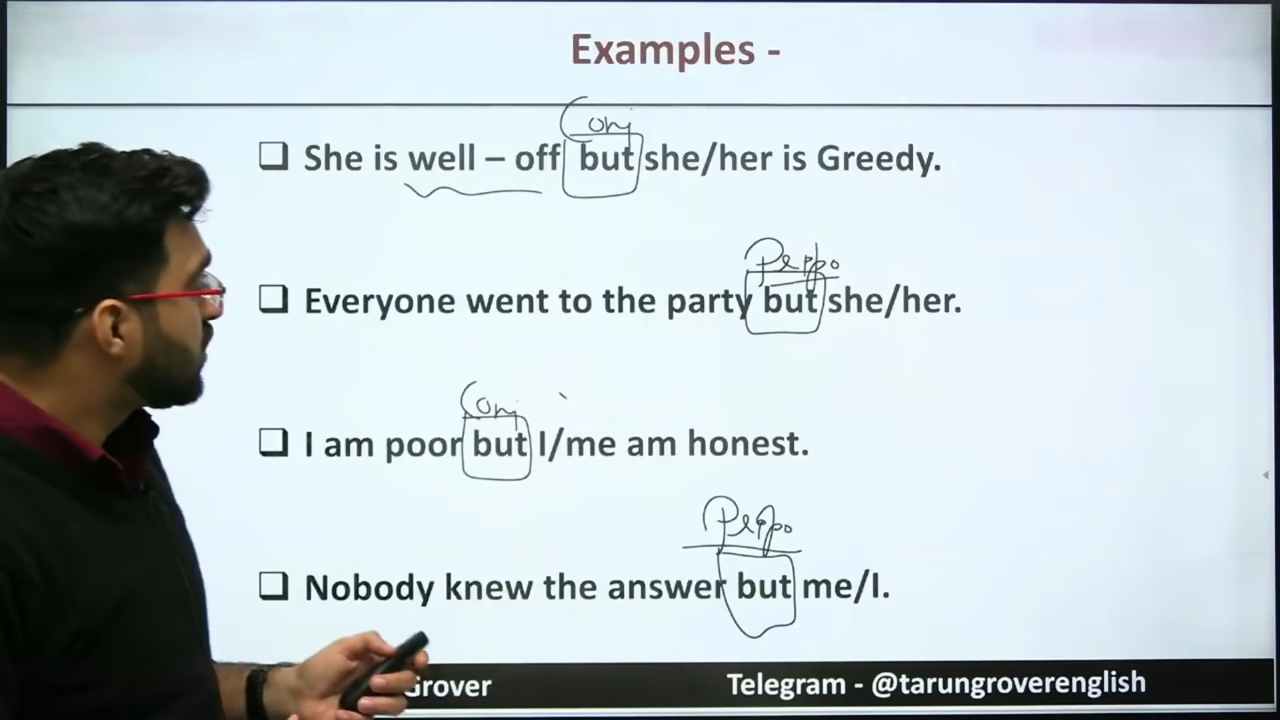 Examples -
Conj
❑ She is well – off but she/her is Greedy.
Prepo
❑ Everyone went to the party but she/her.
Conj
❑ I am poor but I/me am honest.
Prepo
❑ Nobody knew the answer but me/I.
Grover Telegram - @tarungroverenglish